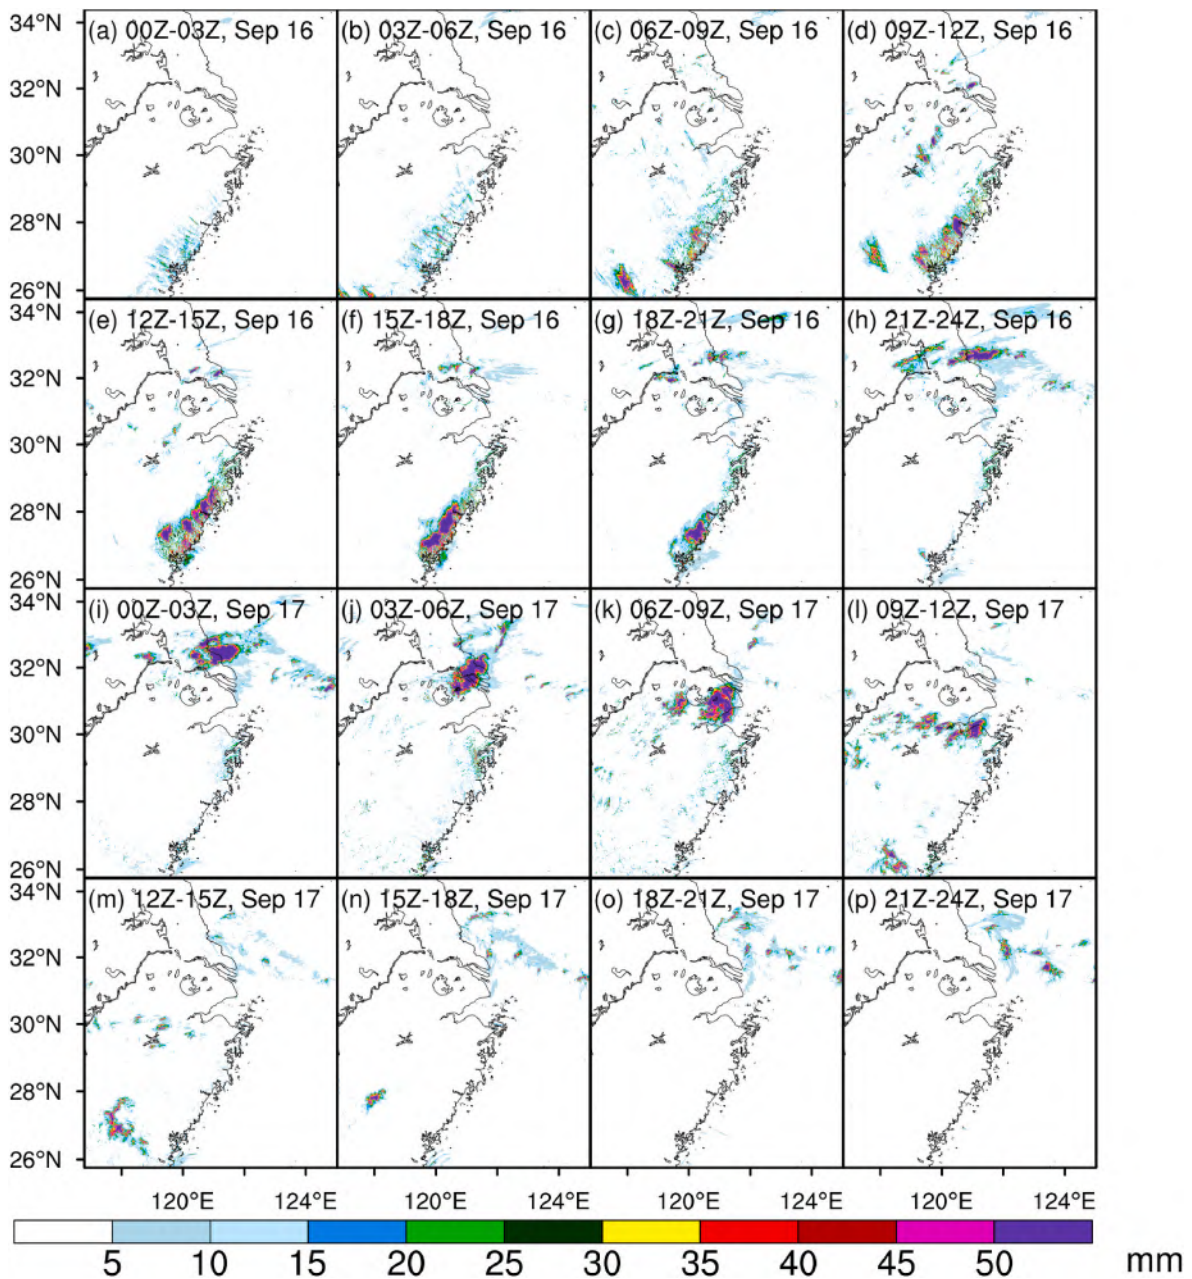 34°N (a) 00Z-03Z, Sep 16 (b) 03Z-06Z, Sep 16 (c) 06Z-09Z, Sep 16 (d) 09Z-12Z, Sep 16
32°N
30°N
28°N
26°N
34°N (e) 12Z-15Z, Sep 16 (f) 15Z-18Z, Sep 16 (g) 18Z-21Z, Sep 16 (h) 21Z-24Z, Sep 16
32°N
30°N
28°N
26°N
34°N (i) 00Z-03Z, Sep 17 (j) 03Z-06Z, Sep 17 (k) 06Z-09Z, Sep 17 (l) 09Z-12Z, Sep 17
32°N
30°N
28°N
26°N
34°N (m) 12Z-15Z, Sep 17 (n) 15Z-18Z, Sep 17 (o) 18Z-21Z, Sep 17 (p) 21Z-24Z, Sep 17
32°N
30°N
28°N
26°N
120°E 124°E 120°E 124°E 120°E 124°E 120°E 124°E
5 10 15 20 25 30 35 40 45 50 mm